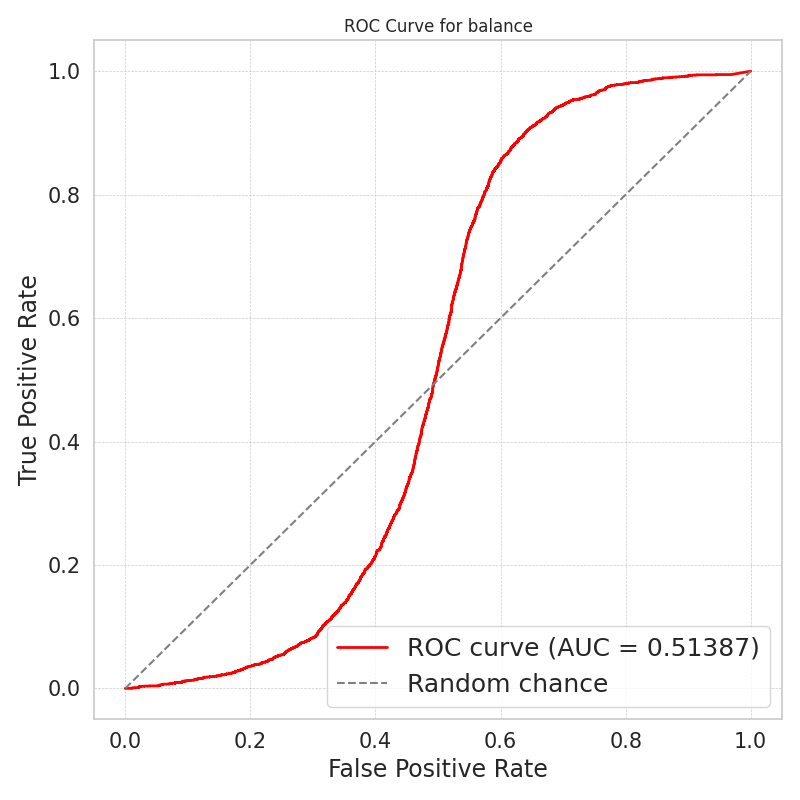 ROC Curve for balance
1.0
0.8
0.6
0.4
0.2
0.0
True Positive Rate
ROC curve (AUC = 0.51387)
Random chance
0.0 0.2 0.4 0.6 0.8 1.0
False Positive Rate